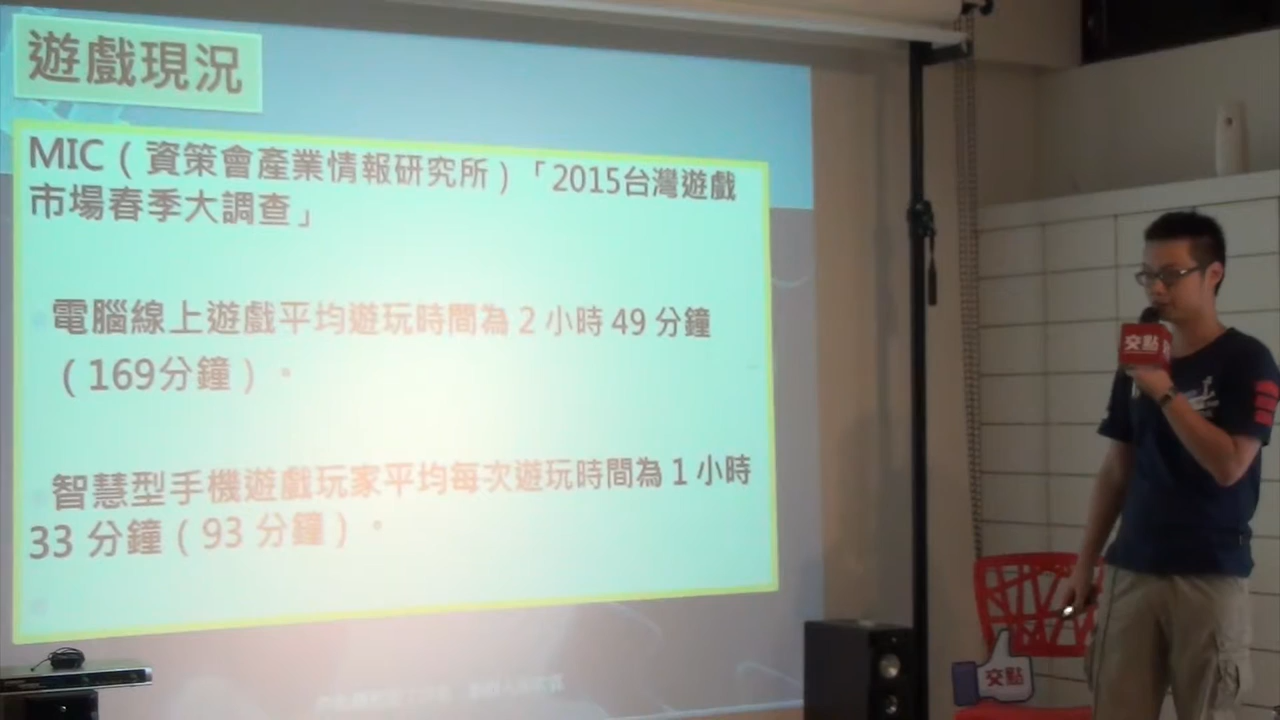 遊戲現況
MIC（資策會產業情報研究所）「2015台灣遊戲
市場春季大調查」
電腦線上遊戲平均遊玩時間為 2 小時 49 分鐘
（169分鐘）。
智慧型手機遊戲玩家平均每次遊玩時間為 1 小時
33 分鐘（93 分鐘）。
交點
交點